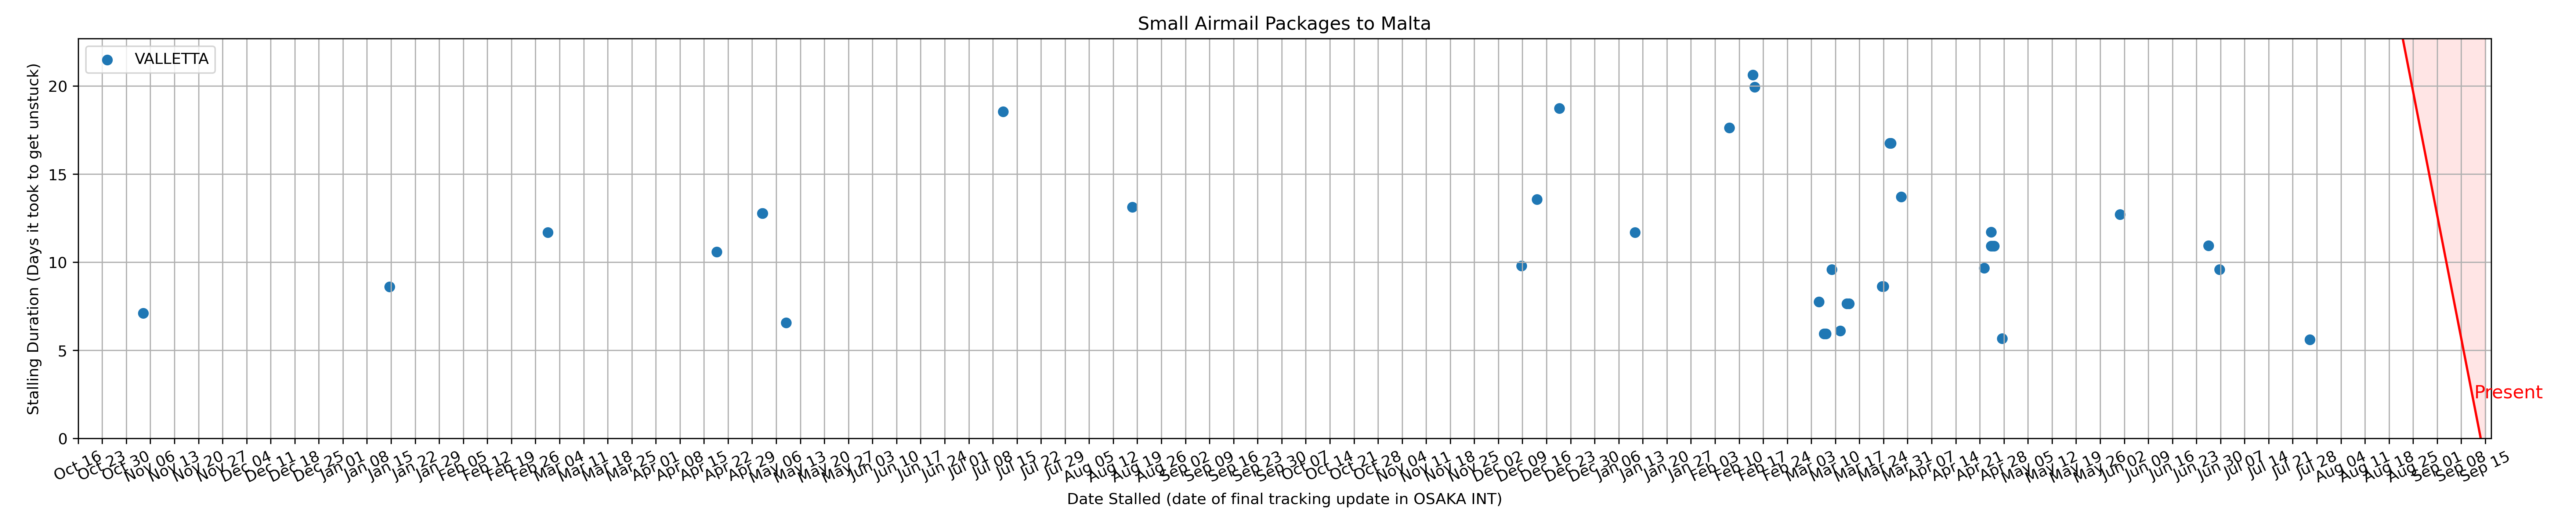 Small Airmail Packages to Malta
VALLETTA
Stalling Duration (Days it took to get unstuck)
20
15
10
5
0
Present
Oct 16
Oct 23
Oct 30
Nov 06
Nov 13
Nov 20
Nov 27
Dec 04
Dec 11
Dec 18
Dec 25
Jan 01
Jan 08
Jan 15
Jan 22
Jan 29
Feb 05
Feb 12
Feb 19
Feb 26
Mar 04
Mar 11
Mar 18
Mar 25
Apr 01
Apr 08
Apr 15
Apr 22
Apr 29
May 06
May 13
May 20
May 27
Jun 03
Jun 10
Jun 17
Jun 24
Jul 01
Jul 08
Jul 15
Jul 22
Jul 29
Aug 05
Aug 12
Aug 19
Aug 26
Sep 02
Sep 09
Sep 16
Sep 23
Sep 30
Oct 07
Oct 14
Oct 21
Oct 28
Nov 04
Nov 11
Nov 18
Nov 25
Dec 02
Dec 09
Dec 16
Dec 23
Dec 30
Jan 06
Jan 13
Jan 20
Jan 27
Feb 03
Feb 10
Feb 17
Feb 24
Mar 03
Mar 10
Mar 17
Mar 24
Mar 31
Apr 07
Apr 14
Apr 21
Apr 28
May 05
May 12
May 19
May 26
Jun 02
Jun 09
Jun 16
Jun 23
Jun 30
Jul 07
Jul 14
Jul 21
Jul 28
Aug 04
Aug 11
Aug 18
Aug 25
Sep 01
Sep 08
Sep 15
Date Stalled (date of final tracking update in OSAKA INT)